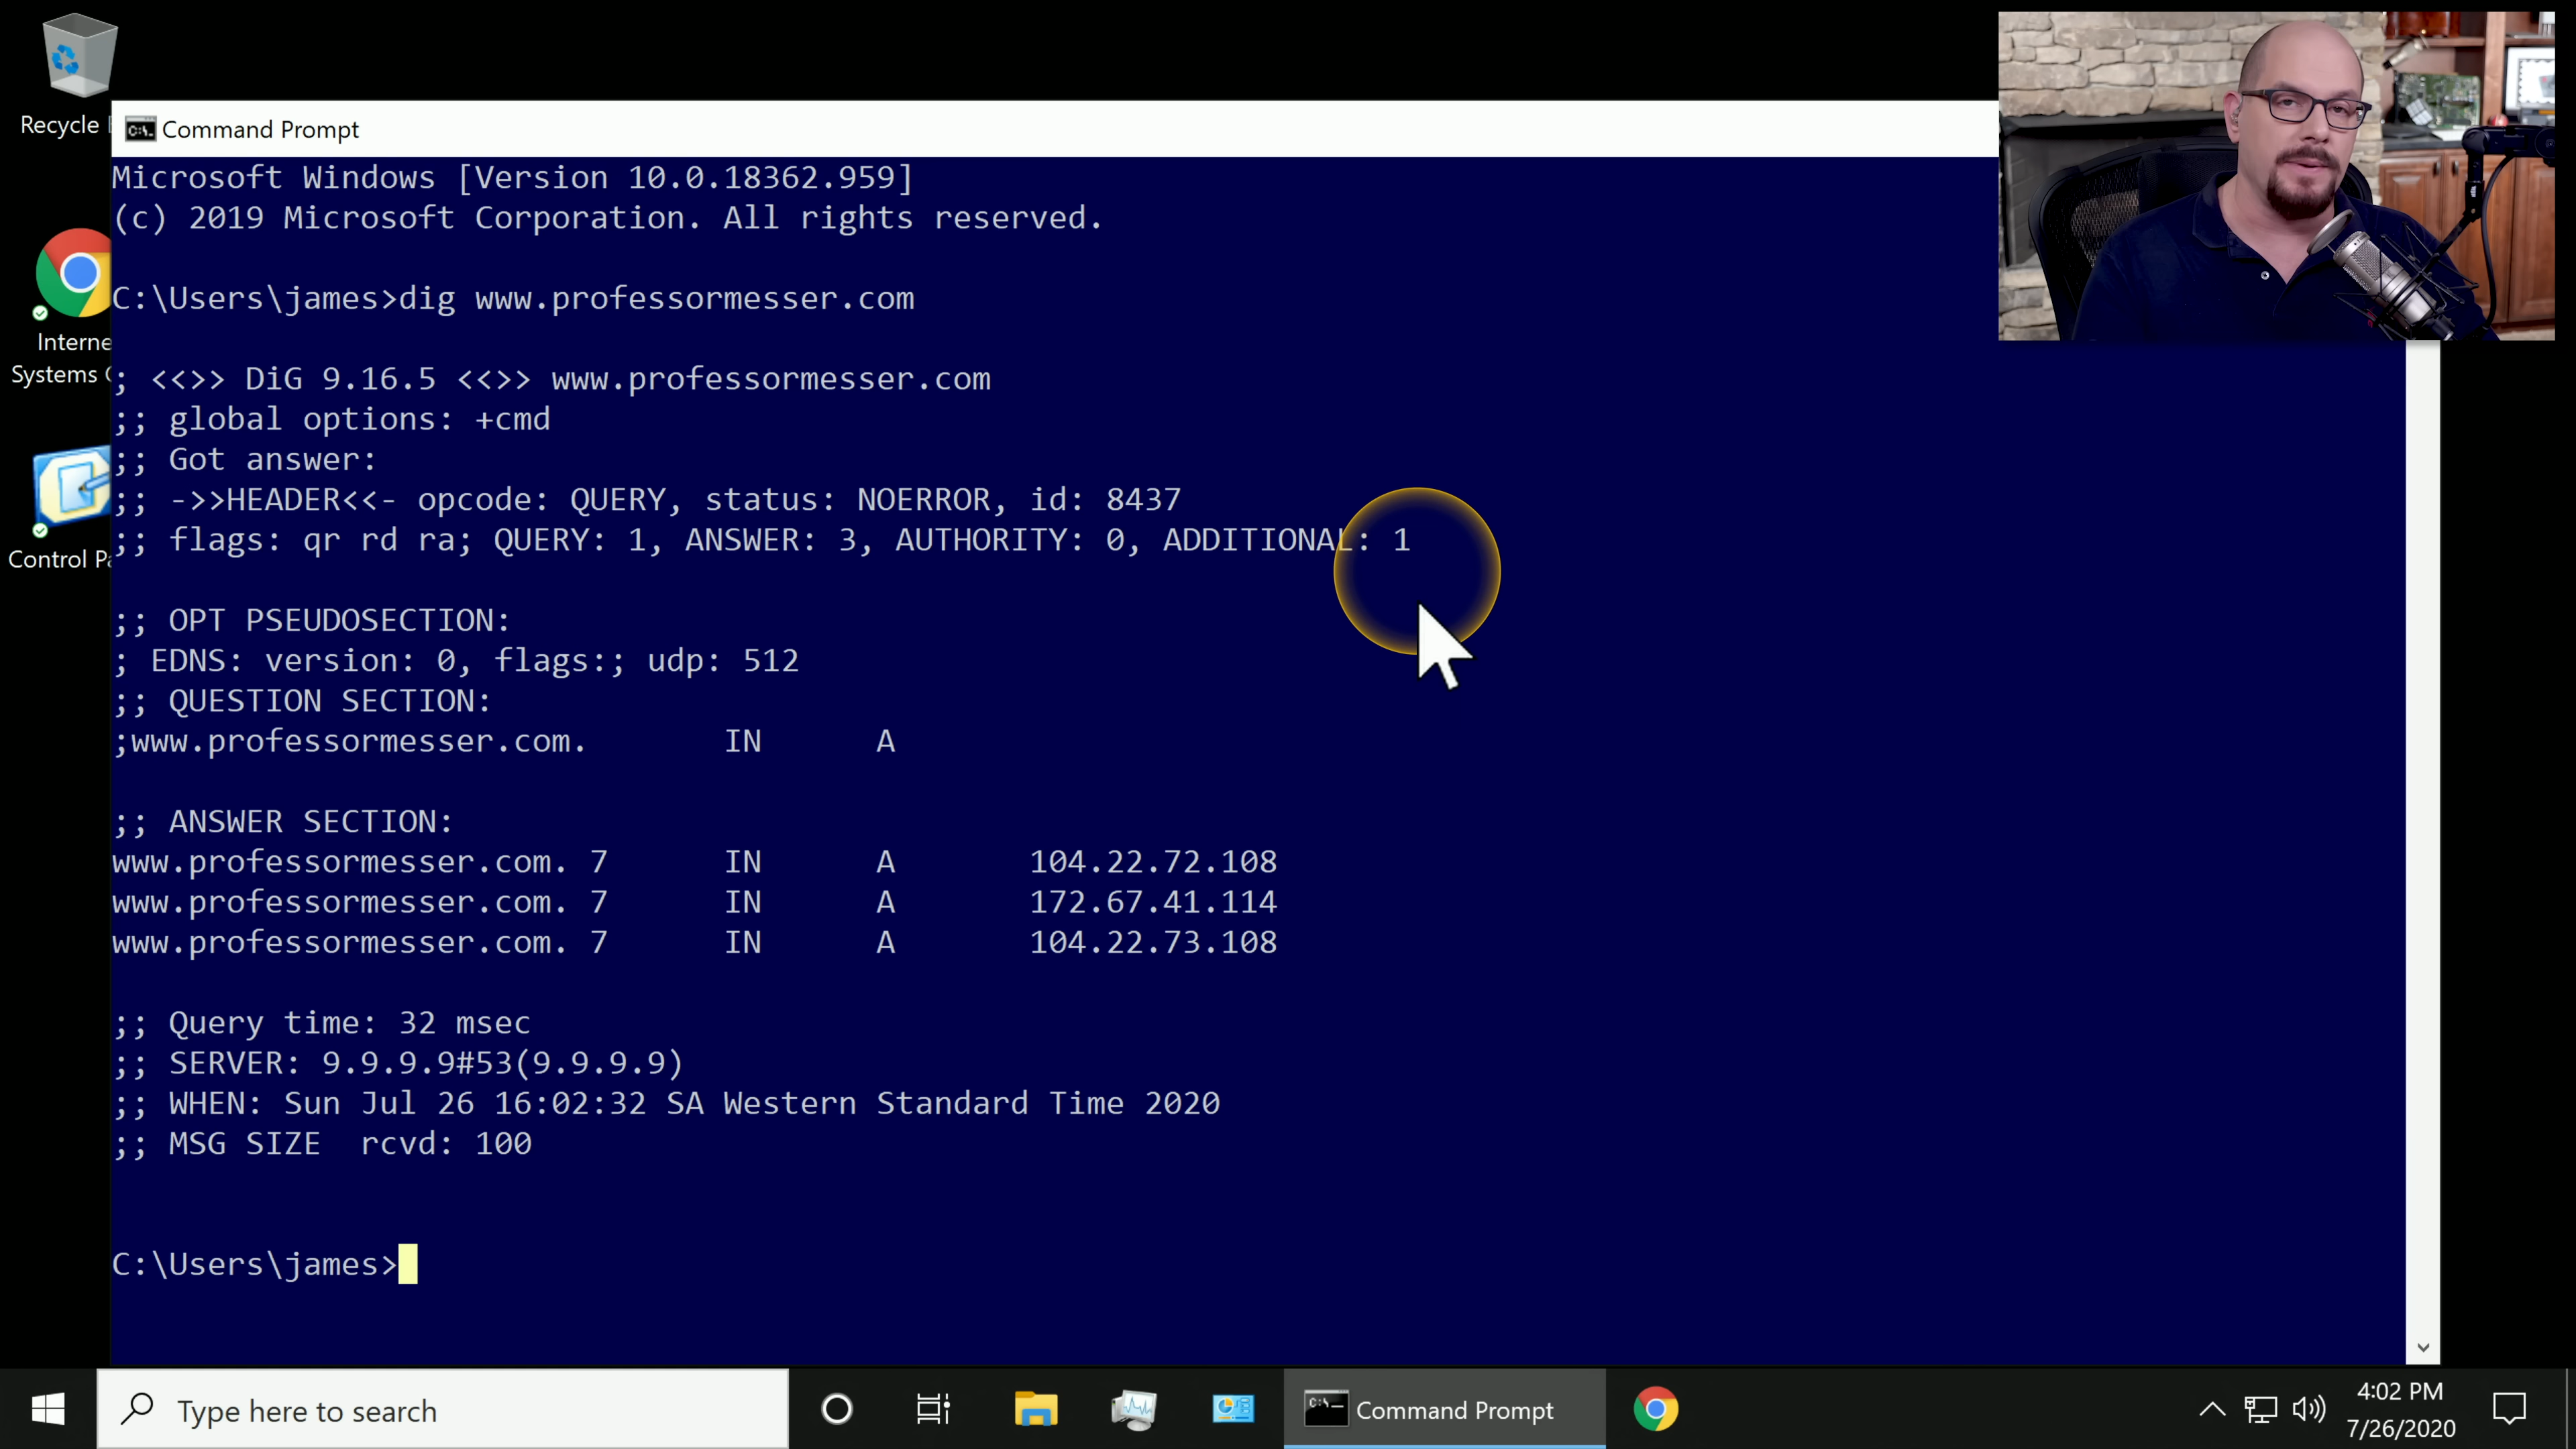 Recycle
Command Prompt
Microsoft Windows [Version 10.0.18362.959]
(c) 2019 Microsoft Corporation. All rights reserved.
C:\Users\james>dig www.professormesser.com
Interne
Systems
; <<>> DiG 9.16.5 <<>> www.professormesser.com
;; global options: +cmd
;; Got answer:
;; ->>HEADER<<- opcode: QUERY, status: NOERROR, id: 8437
;; flags: qr rd ra; QUERY: 1, ANSWER: 3, AUTHORITY: 0, ADDITIONAL: 1
Control Pa
;; OPT PSEUDOSECTION:
; EDNS: version: 0, flags:; udp: 512
;; QUESTION SECTION:
;www.professormesser.com. IN A
;; ANSWER SECTION:
www.professormesser.com. 7 IN A 104.22.72.108
www.professormesser.com. 7 IN A 172.67.41.114
www.professormesser.com. 7 IN A 104.22.73.108
;; Query time: 32 msec
;; SERVER: 9.9.9.9#53(9.9.9.9)
;; WHEN: Sun Jul 26 16:02:32 SA Western Standard Time 2020
;; MSG SIZE rcvd: 100
C:\Users\james>
Type here to search
Command Prompt
4:02 PM
7/26/2020